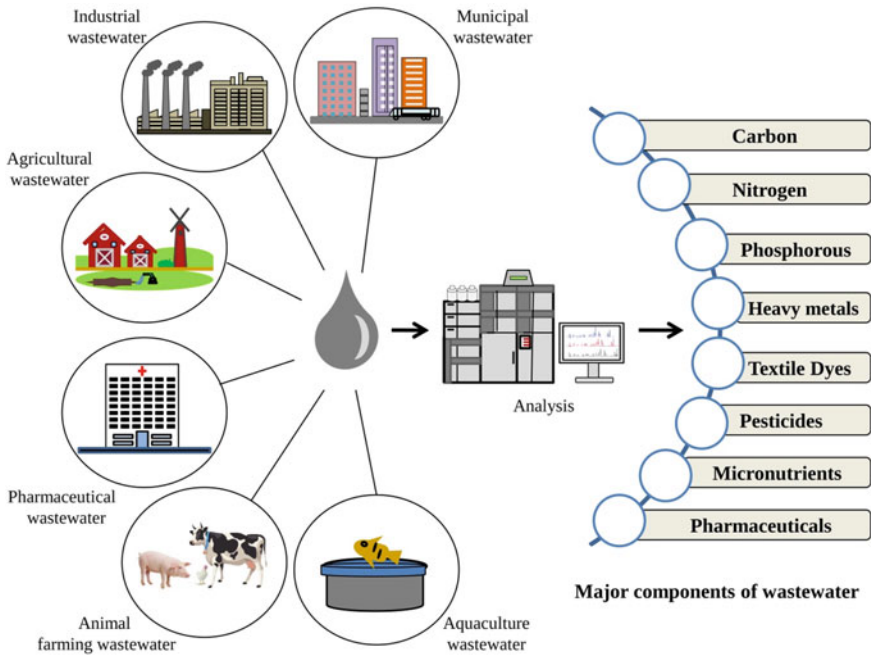 Industrial
wastewater
Municipal
wastewater
Agricultural
wastewater
Pharmaceutical
wastewater
Animal
farming wastewater
Aquaculture
wastewater
Analysis
Carbon
Nitrogen
Phosphorous
Heavy metals
Textile Dyes
Pesticides
Micronutrients
Pharmaceuticals
Major components of wastewater